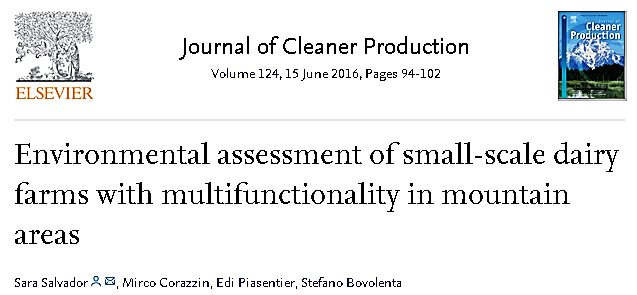 ELSEVIER
Journal of Cleaner Production
Volume 124, 15 June 2016, Pages 94-102
Cleaner
Production
Environmental assessment of small-scale dairy
farms with multifunctionality in mountain
areas
Sara Salvador, Mirco Corazzin, Edi Piasentier, Stefano Bovolenta